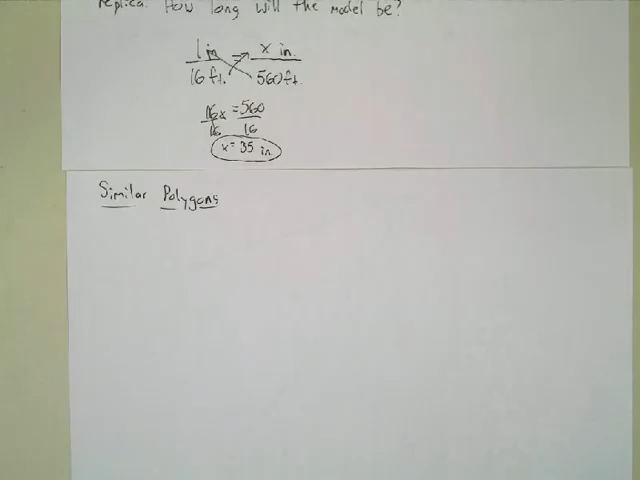 replica. How long will the model be?
1 in = x in.
16 ft. 560 ft.
16x = 560
16 16
x = 35 in
Similar Polygons